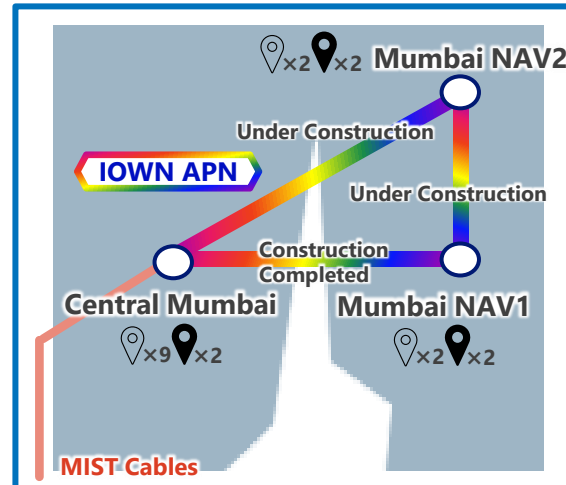 ×2 ×2
Mumbai NAV2
Under Construction
IOWN APN
Under Construction
Construction
Completed
Central Mumbai
Mumbai NAV1
×9 ×2
×2 ×2
MIST Cables